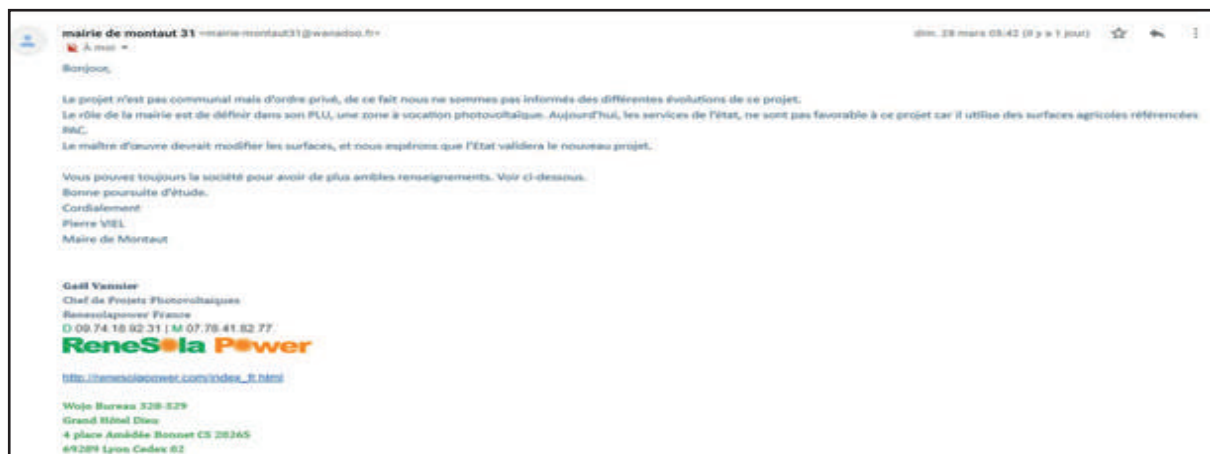 mairie de montaut 31 <mairie-montaut31@wanadoo.fr>
dim. 28 mars 05:42 (il y a 1 jour)
À moi
Bonjour,
Le projet n'est pas communal mais d'ordre privé, de ce fait nous ne sommes pas informés des différentes évolutions de ce projet.
Le rôle de la mairie est de définir dans son PLU, une zone à vocation photovoltaïque. Aujourd'hui, les services de l'état, ne sont pas favorable à ce projet car il utilise des surfaces agricoles référencées
PAC.
Le maître d'œuvre devrait modifier les surfaces, et nous espérons que l'État validera le nouveau projet.
Vous pouvez toujours la société pour avoir de plus ambles renseignements. Voir ci-dessous.
Bonne poursuite d'étude.
Cordialement
Pierre VIEL
Maire de Montaut
Gaël Vannier
Chef de Projets Photovoltaïques
Renesolapower France
D 09.74.18.92.31 | M 07.78.41.82.77
ReneSola Power
http://renesolapower.com/index_fr.html
Wojo Bureau 328-329
Grand Hôtel Dieu
4 place Amédée Bonnet CS 20265
69289 Lyon Cedex 02